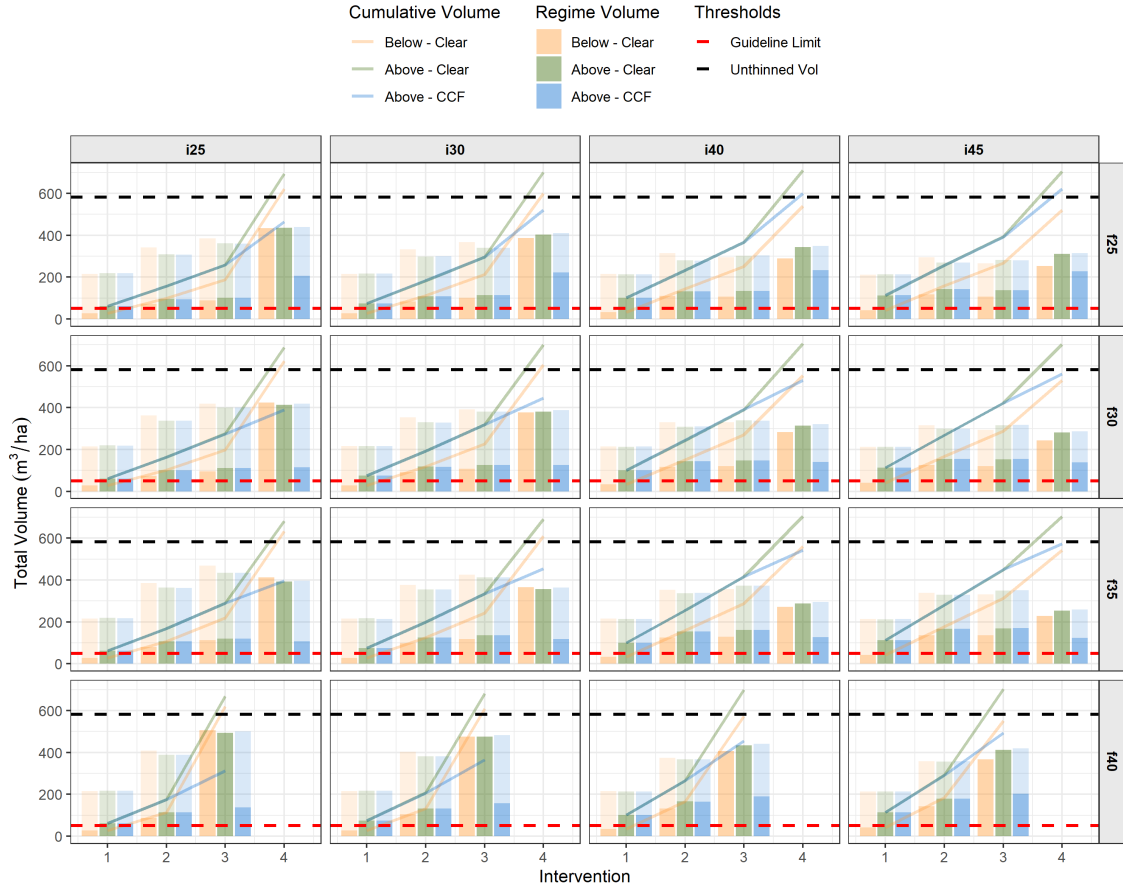 Cumulative Volume Regime Volume Thresholds
Below - Clear Below - Clear Guideline Limit
Above - Clear Above - Clear Unthinned Vol
Above - CCF Above - CCF
i25 i30 i40 i45
600
400
200
0
f25
600
400
200
0
f30
600
400
200
0
f35
600
400
200
0
f40
Total Volume (m³/ha)
1 2 3 4 1 2 3 4 1 2 3 4 1 2 3 4
Intervention